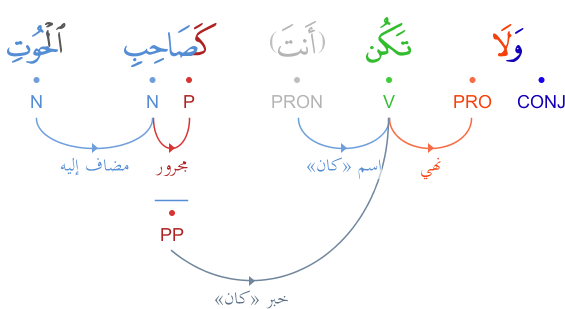 وَلَا تَكُن (أَنتَ) كَصَاحِبِ ٱلْحُوتِ
CONJ PRO V PRON P N N
نهي اسم «كان» مجرور مضاف إليه
PP
خبر «كان»